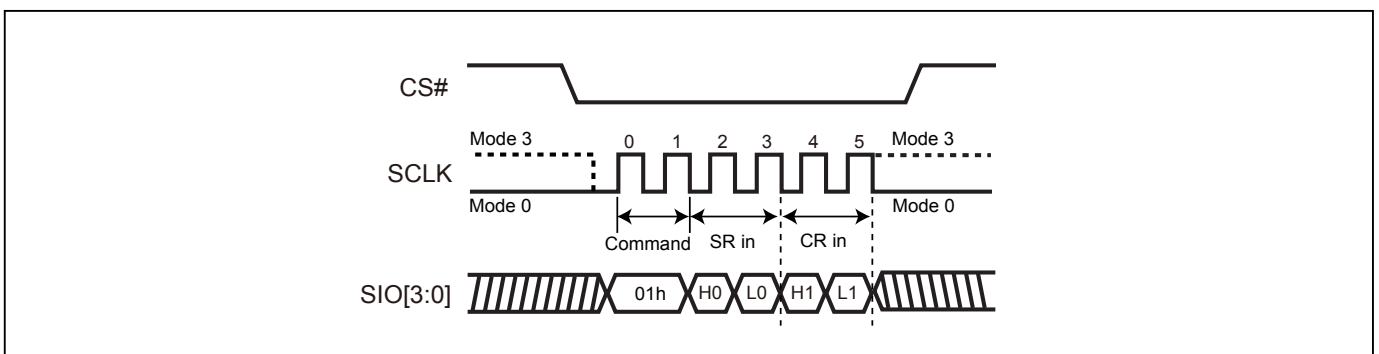 CS#
Mode 3 0 1 2 3 4 5 Mode 3
SCLK
Mode 0 Mode 0
Command SR in CR in
SIO[3:0] 01h H0 L0 H1 L1